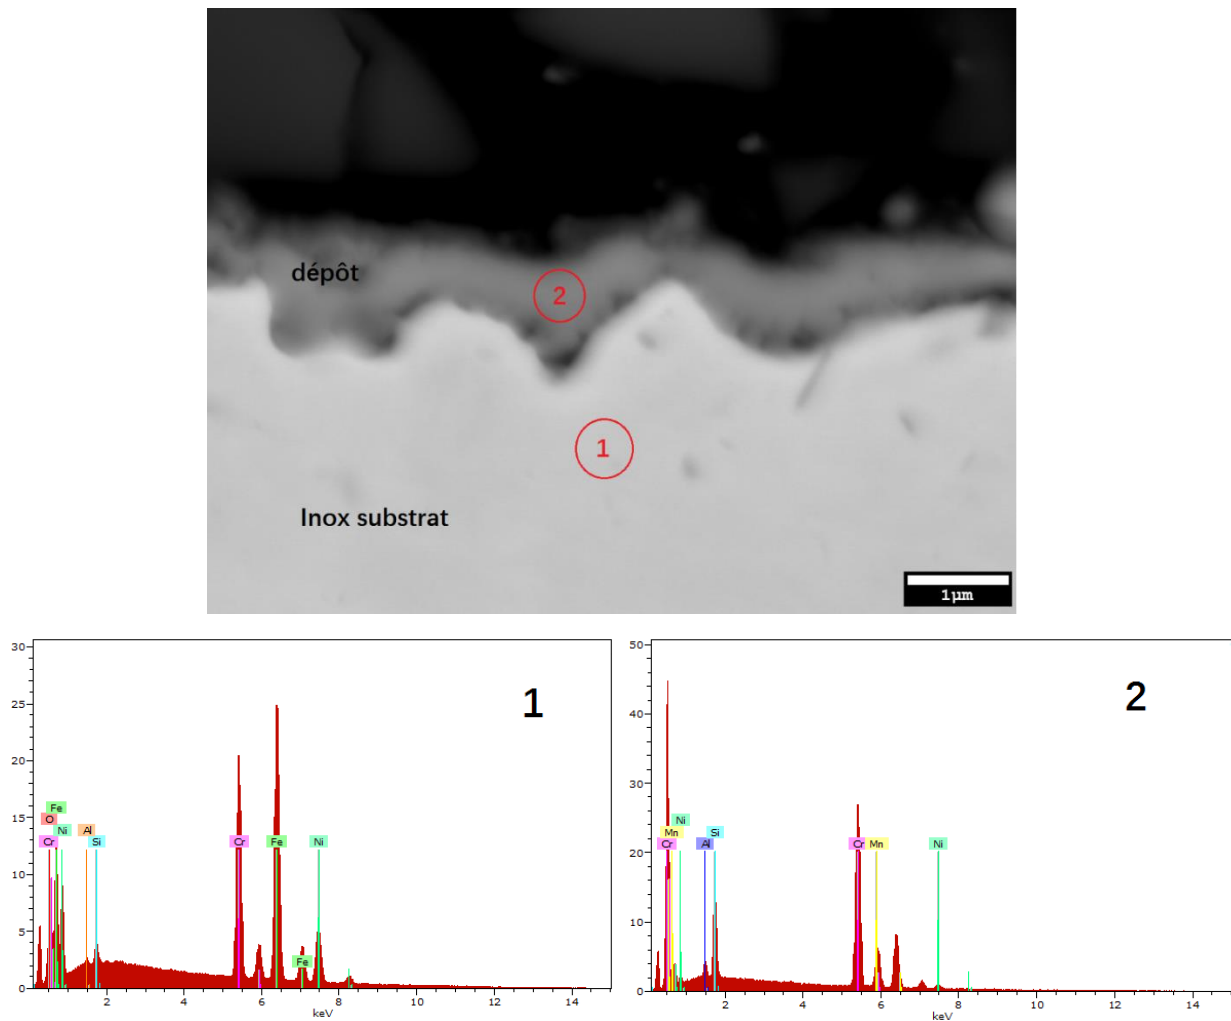 dépôt
2
1
Inox substrat
1µm
30
25
20
15
10
5
0
Fe
O
Ni
Cr
Al
Si
Cr
Fe
Ni
Fe
1
2
4
6
8
10
12
14
keV
50
40
30
20
10
0
Ni
Mn
Si
Cr
Al
Cr
Mn
Ni
2
2
4
6
8
10
12
14
keV